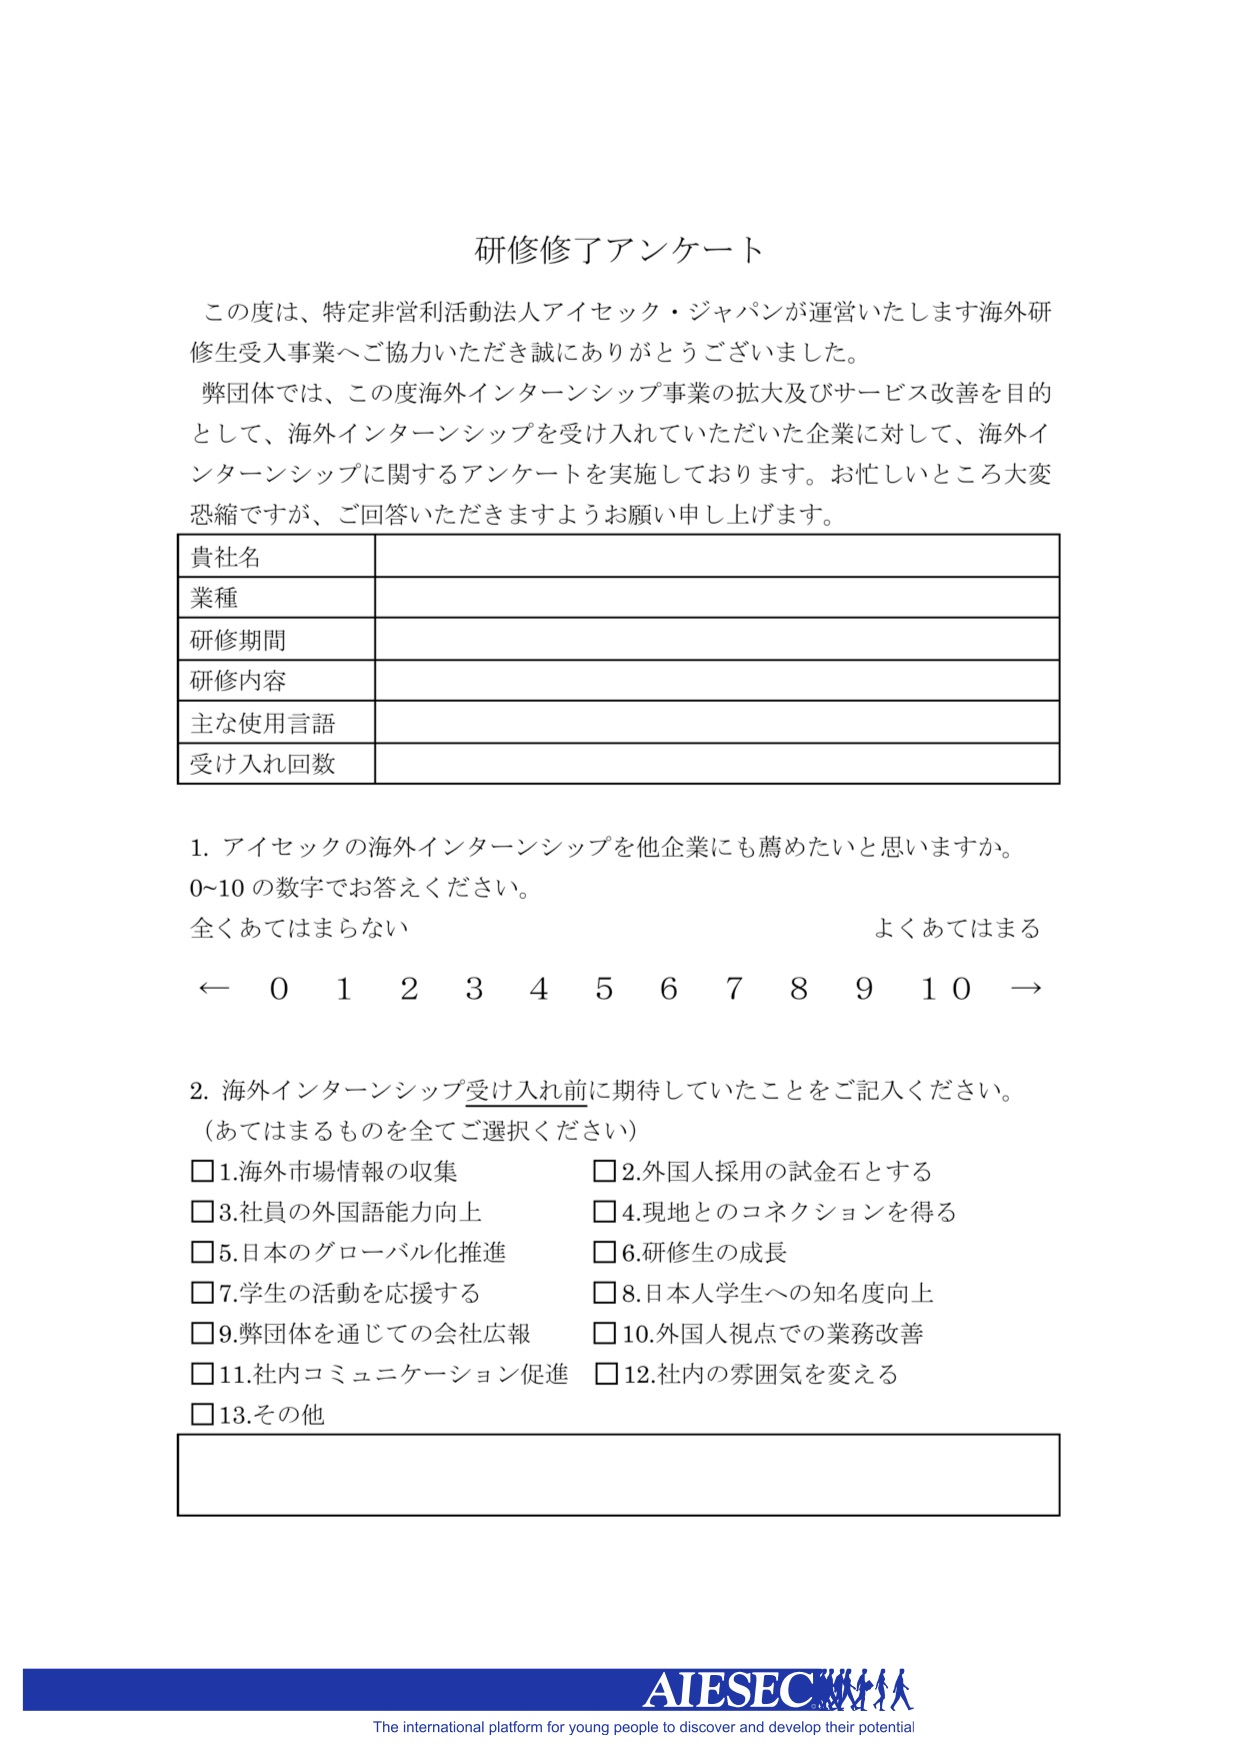 研修修了アンケート
この度は、特定非営利活動法人アイセック・ジャパンが運営いたします海外研
修生受入事業へご協力いただき誠にありがとうございました。
弊団体では、この度海外インターンシップ事業の拡大及びサービス改善を目的
として、海外インターンシップを受け入れていただいた企業に対して、海外イ
ンターンシップに関するアンケートを実施しております。お忙しいところ大変
恐縮ですが、ご回答いただきますようお願い申し上げます。
貴社名
業種
研修期間
研修内容
主な使用言語
受け入れ回数
1. アイセックの海外インターンシップを他企業にも薦めたいと思いますか。
0~10 の数字でお答えください。
全くあてはまらない よくあてはまる
← 0 1 2 3 4 5 6 7 8 9 10 →
2. 海外インターンシップ受け入れ前に期待していたことをご記入ください。
（あてはまるものを全てご選択ください）
□1.海外市場情報の収集 □2.外国人採用の試金石とする
□3.社員の外国語能力向上 □4.現地とのコネクションを得る
□5.日本のグローバル化推進 □6.研修生の成長
□7.学生の活動を応援する □8.日本人学生への知名度向上
□9.弊団体を通じての会社広報 □10.外国人視点での業務改善
□11.社内コミュニケーション促進 □12.社内の雰囲気を変える
□13.その他
AIESEC
The international platform for young people to discover and develop their potential